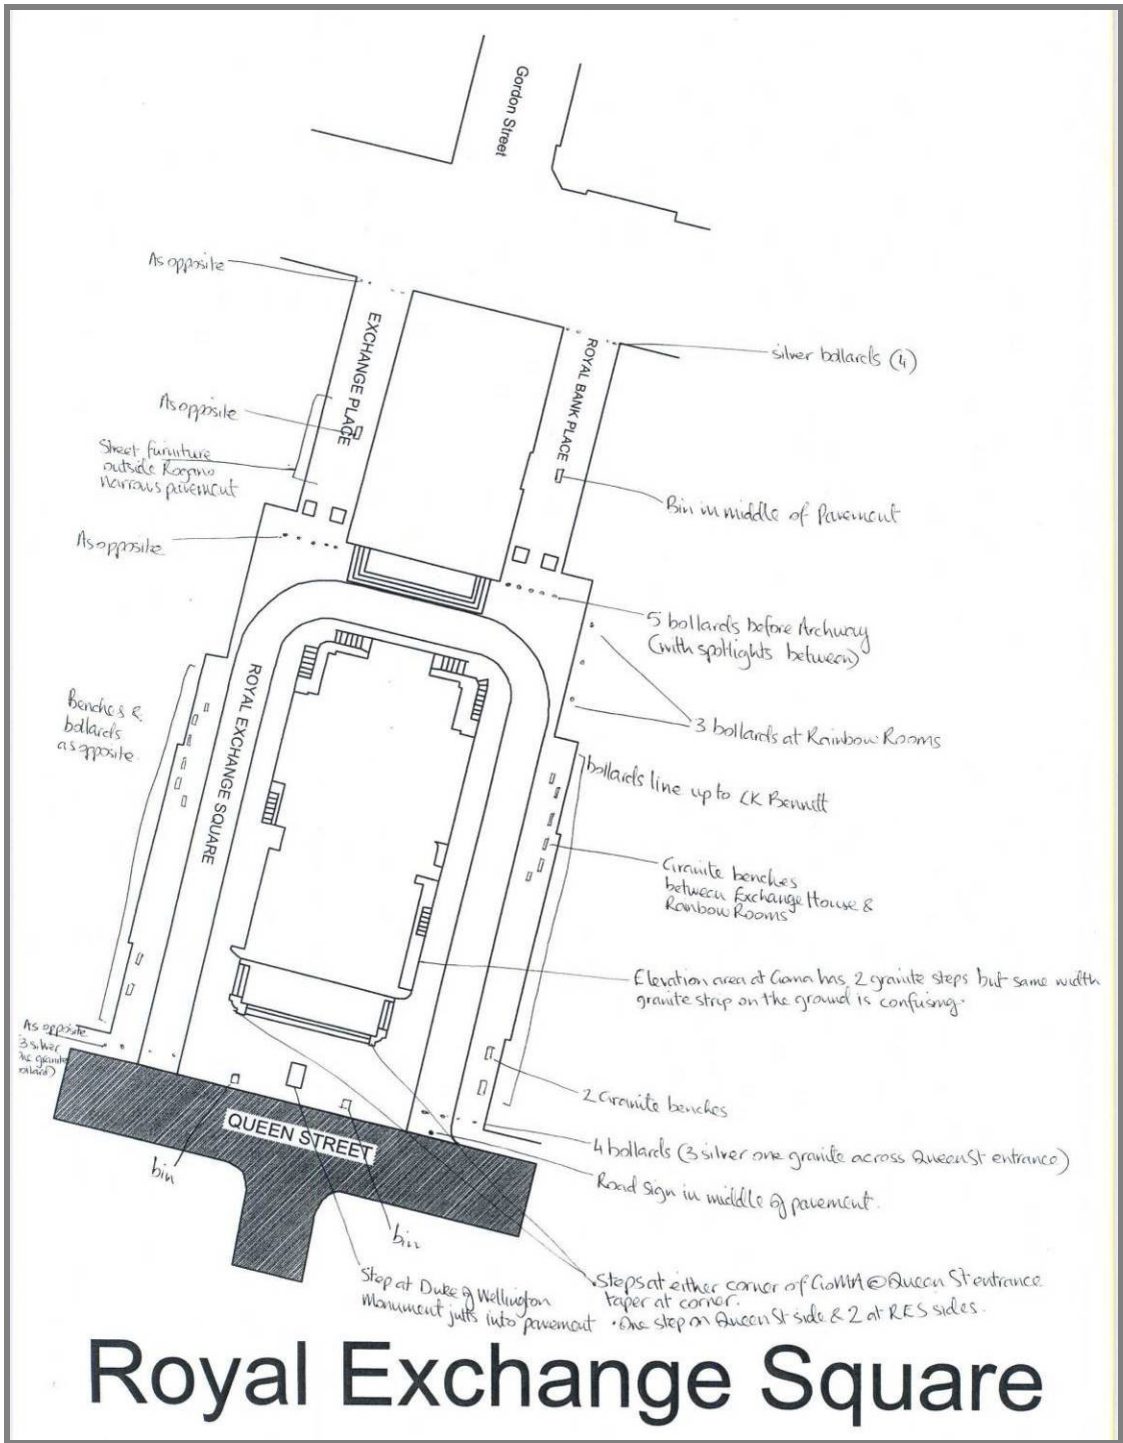 Gordon Street
As opposite
EXCHANGE PLACE
ROYAL BANK PLACE
silver bollards (4)
As opposite
Street furniture
outside Rogano
narrows pavement
Bin in middle of Pavement
As opposite
5 bollards before Archway
(with spotlights between)
Benches &
bollards
as opposite
ROYAL EXCHANGE SQUARE
3 bollards at Rainbow Rooms
bollards line up to LK Bennett
Granite benches
between Exchange House &
Rainbow Rooms
Elevation area at Goma has 2 granite steps but same width
granite strap on the ground is confusing.
As opposite
3 silver
granite
2 Granite benches
QUEEN STREET
4 bollards (3 silver one granite across Queen St entrance)
Road sign in middle of pavement.
bin
bin
Step at Duke of Wellington
Monument jutts into pavement
Steps at either corner of GoMA @ Queen St entrance
taper at corner.
• One step on Queen St side & 2 at RES sides.
Royal Exchange Square